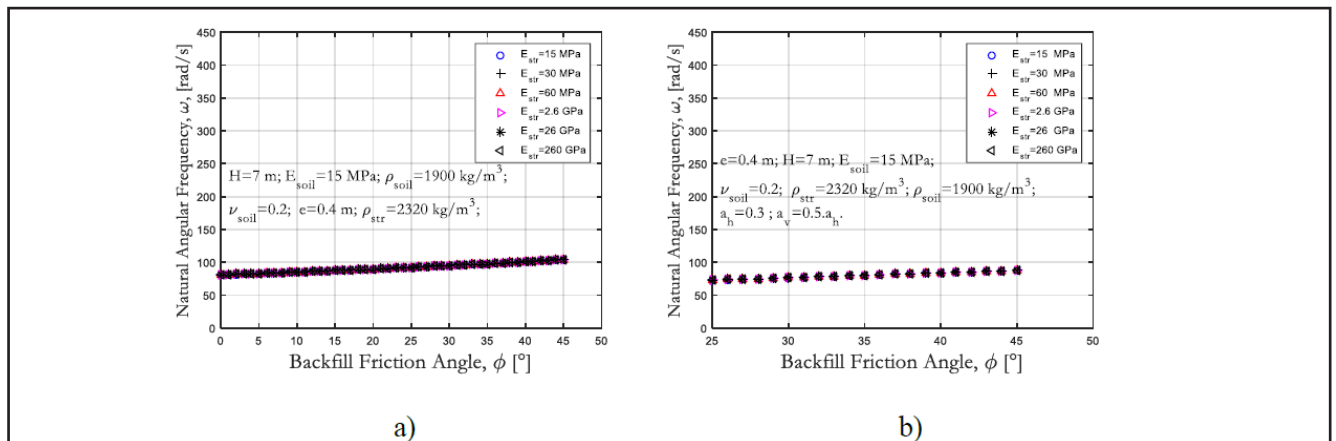 450
400
350
300
250
200
150
100
50
0
Natural Angular Frequency, ω, [rad/s]
E_str=15 MPa
E_str=30 MPa
E_str=60 MPa
E_str=2.6 GPa
E_str=26 GPa
E_str=260 GPa
H=7 m; E_soil=15 MPa; ρ_soil=1900 kg/m³;
ν_soil=0.2; e=0.4 m; ρ_str=2320 kg/m³;
0 5 10 15 20 25 30 35 40 45 50
Backfill Friction Angle, ϕ [°]
a)
450
400
350
300
250
200
150
100
50
0
Natural Angular Frequency, ω, [rad/s]
E_str=15 MPa
E_str=30 MPa
E_str=60 MPa
E_str=2.6 GPa
E_str=26 GPa
E_str=260 GPa
e=0.4 m; H=7 m; E_soil=15 MPa;
ν_soil=0.2; ρ_str=2320 kg/m³; ρ_soil=1900 kg/m³;
a_h=0.3 ; a_v=0.5.a_h.
25 30 35 40 45 50
Backfill Friction Angle, ϕ [°]
b)